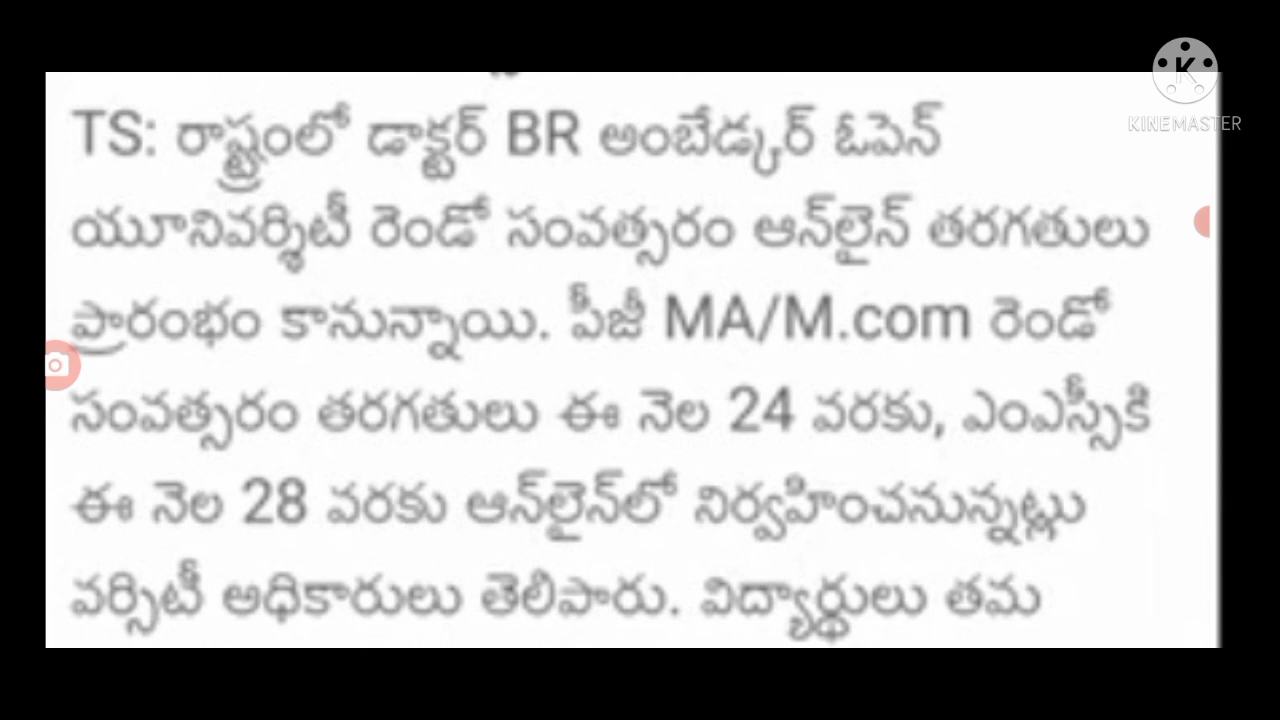 TS: రాష్ట్రంలో డాక్టర్ BR అంబేడ్కర్ ఓపెన్
యూనివర్శిటీ రెండో సంవత్సరం ఆన్‌లైన్ తరగతులు
ప్రారంభం కానున్నాయి. పీజీ MA/M.com రెండో
సంవత్సరం తరగతులు ఈ నెల 24 వరకు, ఎంఎస్సీకి
ఈ నెల 28 వరకు ఆన్‌లైన్‌లో నిర్వహించనున్నట్లు
వర్సిటీ అధికారులు తెలిపారు. విద్యార్థులు తమ
K
KINEMASTER